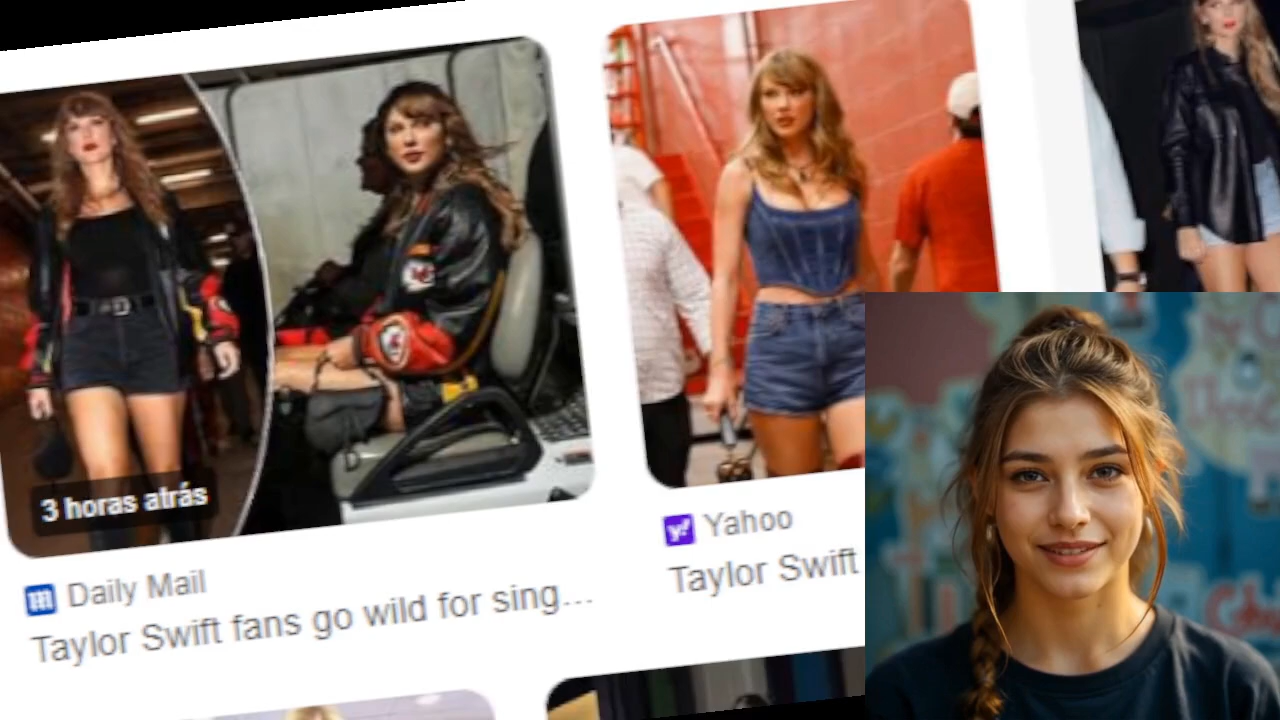 3 horas atrás
Daily Mail
Taylor Swift fans go wild for sing...
Yahoo
Taylor Swift